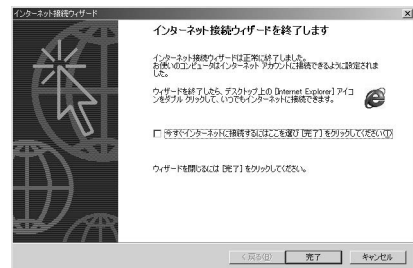 インターネット接続ウィザード
インターネット接続ウィザードを終了します
インターネット接続ウィザードは正常に終了しました。
お使いのコンピュータはインターネット アカウントに接続できるように設定されま
した。
ウィザードを終了したら、デスクトップ上の [Internet Explorer] アイコ
ンをダブル クリックして、いつでもインターネットに接続できます。
今すぐインターネットに接続するにはここを選び [完了] をクリックしてください(I)
ウィザードを閉じるには [完了] をクリックしてください。
< 戻る(B)
完了
キャンセル